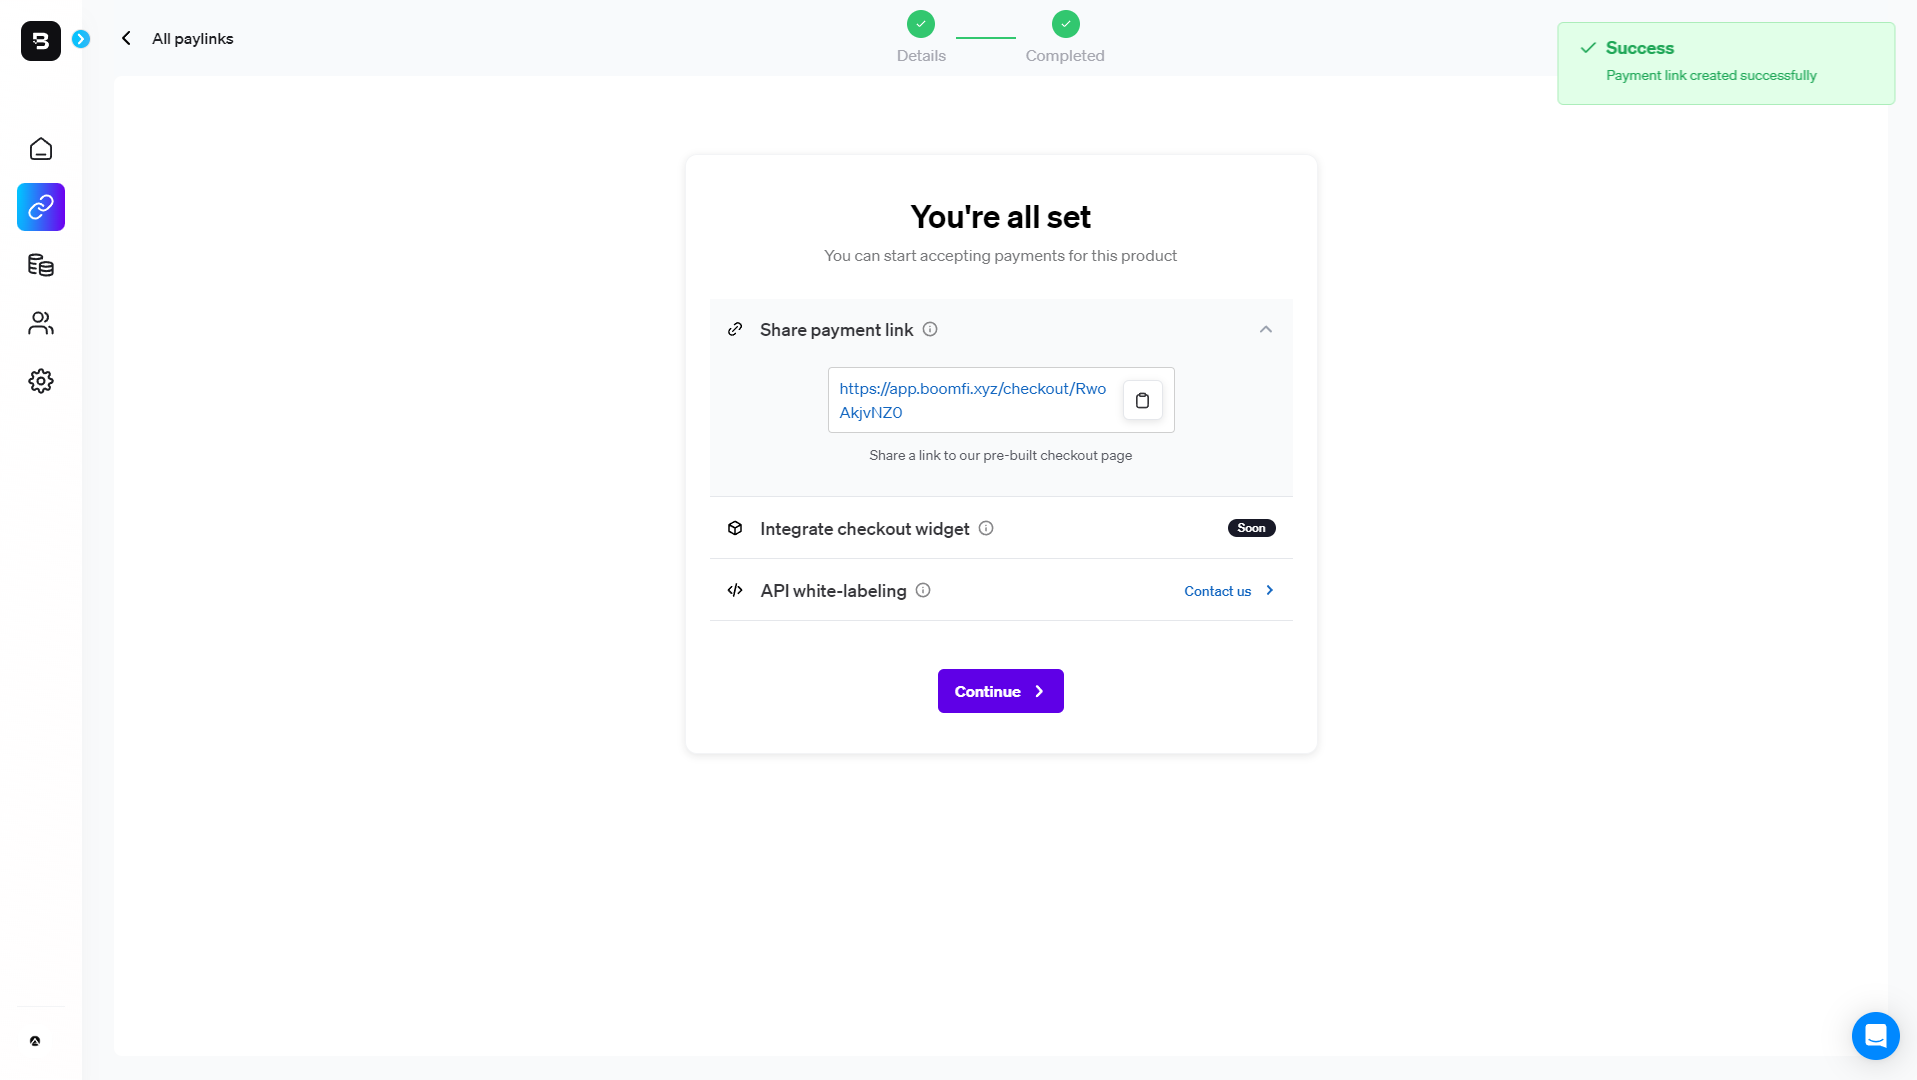 All paylinks
Details
Completed
Success
Payment link created successfully
You're all set
You can start accepting payments for this product
Share payment link
https://app.boomfi.xyz/checkout/Rwo
AkjvNZ0
Share a link to our pre-built checkout page
Integrate checkout widget
Soon
API white-labeling
Contact us
Continue